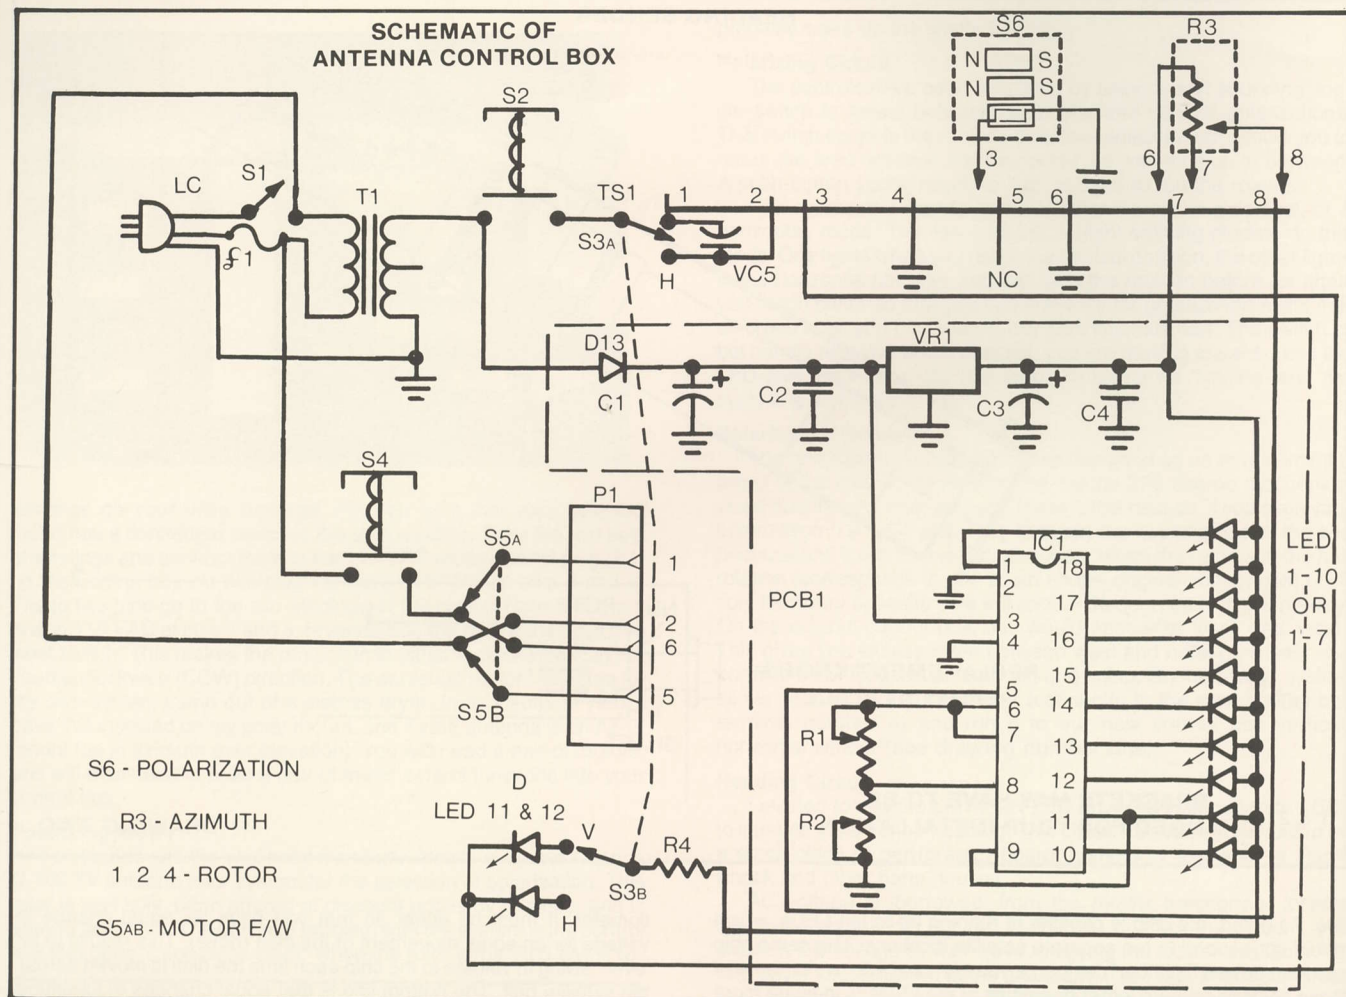 SCHEMATIC OF
ANTENNA CONTROL BOX
S6
N S
N S
3
R3
6
7
8
S2
LC
S1
T1
TS1
1
2
3
4
5
6
7
8
S3A
H
VC5
NC
D13
C1
+
C2
VR1
C3
+
C4
S4
P1
S5A
1
2
6
5
S5B
PCB1
IC1
1
2
3
4
5
6
7
8
9
18
17
16
15
14
13
12
11
10
LED
1-10
OR
1-7
R1
R2
S6 - POLARIZATION
R3 - AZIMUTH
1 2 4 - ROTOR
S5AB - MOTOR E/W
D
LED 11 & 12
V
H
S3B
R4